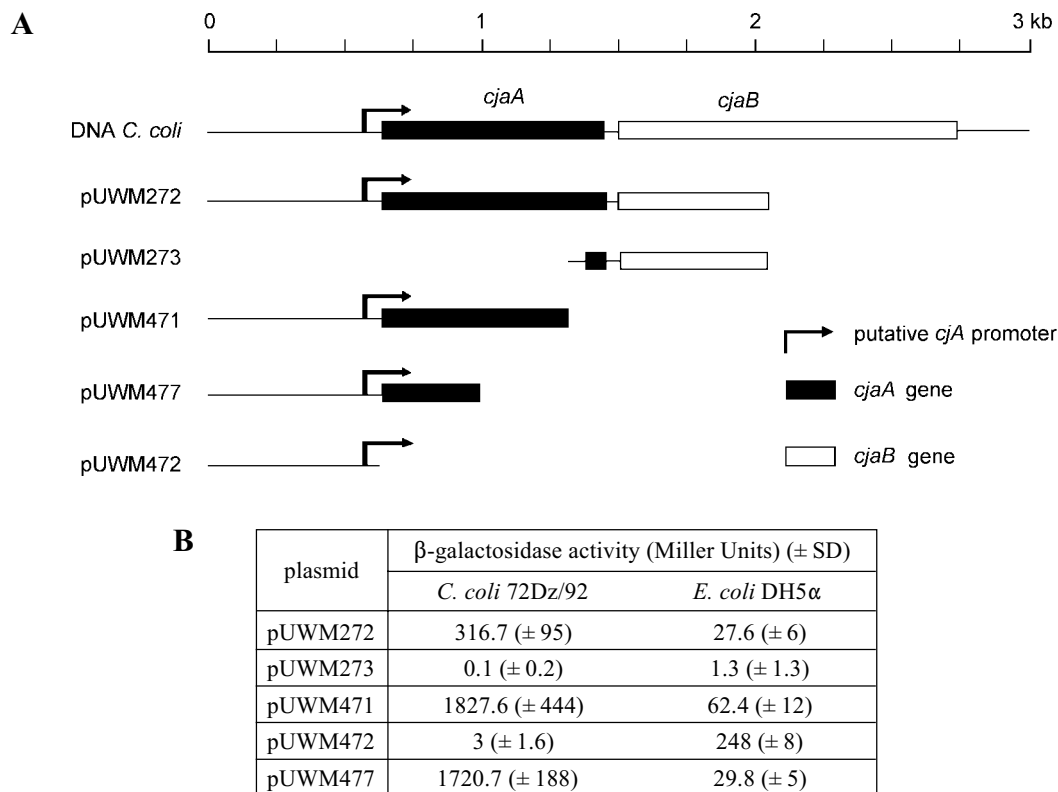 A
0 1 2 3 kb
cjaA cjaB
DNA C. coli
pUWM272
pUWM273
pUWM471
putative cjA promoter
pUWM477
cjaA gene
pUWM472
cjaB gene
B
plasmid
β-galactosidase activity (Miller Units) (± SD)
C. coli 72Dz/92 E. coli DH5α
pUWM272 316.7 (± 95) 27.6 (± 6)
pUWM273 0.1 (± 0.2) 1.3 (± 1.3)
pUWM471 1827.6 (± 444) 62.4 (± 12)
pUWM472 3 (± 1.6) 248 (± 8)
pUWM477 1720.7 (± 188) 29.8 (± 5)